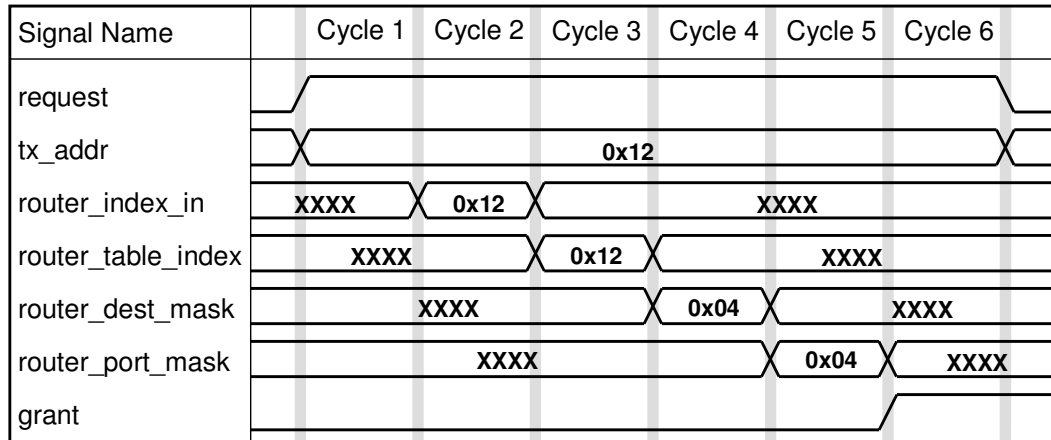 Signal Name Cycle 1 Cycle 2 Cycle 3 Cycle 4 Cycle 5 Cycle 6
request
tx_addr 0x12
router_index_in XXXX 0x12 XXXX
router_table_index XXXX 0x12 XXXX
router_dest_mask XXXX 0x04 XXXX
router_port_mask XXXX 0x04 XXXX
grant